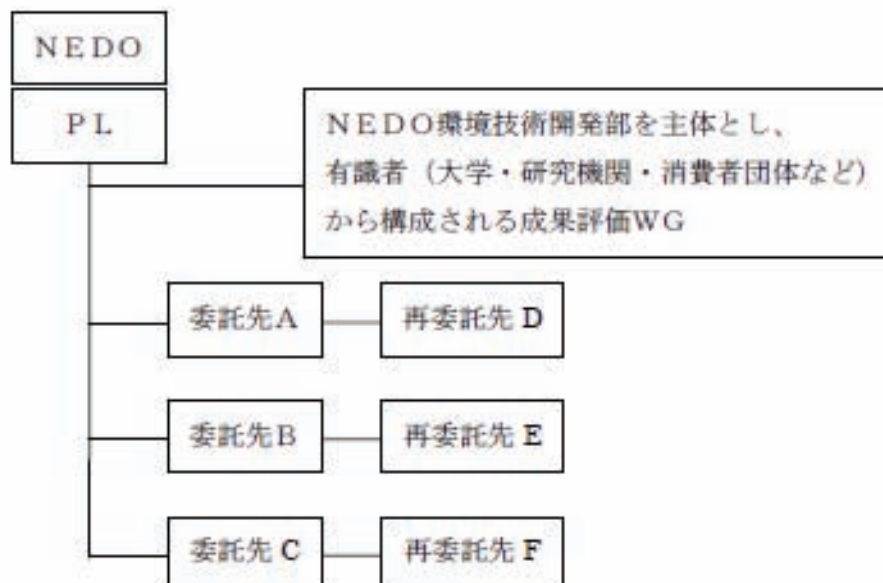 NEDO
PL
NEDO環境技術開発部を主体とし、
有識者（大学・研究機関・消費者団体など）
から構成される成果評価WG
委託先A
再委託先 D
委託先B
再委託先 E
委託先 C
再委託先 F